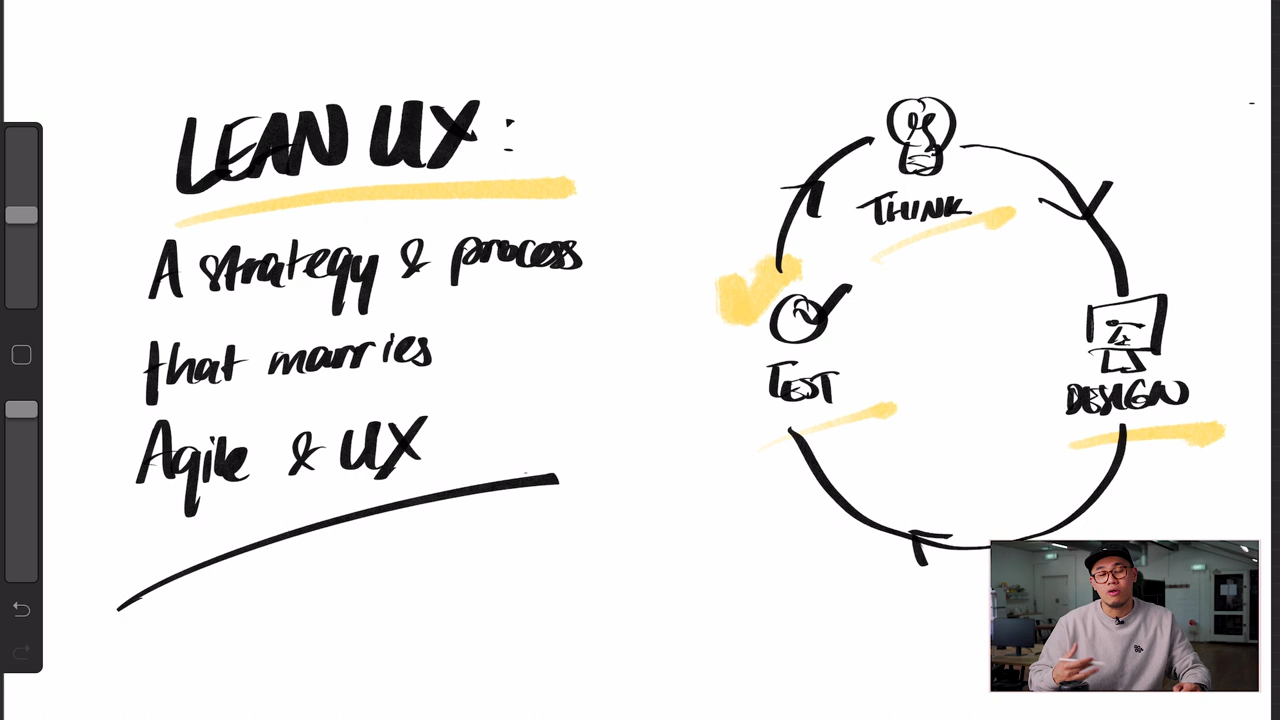 LEAN UX:
A strategy & process
that marries
Agile & UX
THINK
TEST
DESIGN